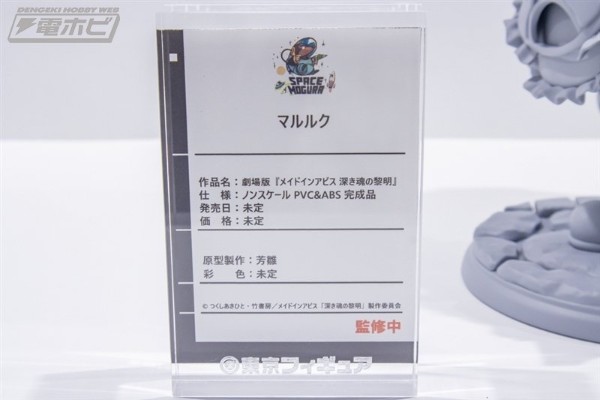 DENGEKI HOBBY WEB
電ホビ
SPACE
MOGURA
マルルク
作品名：劇場版『メイドインアビス 深き魂の黎明』
仕　様：ノンスケール PVC&ABS 完成品
発売日：未定
価　格：未定
原型製作：芳雛
彩　　色：未定
© つくしあきひと・竹書房／メイドインアビス「深き魂の黎明」製作委員会
監修中
東京フィギュア